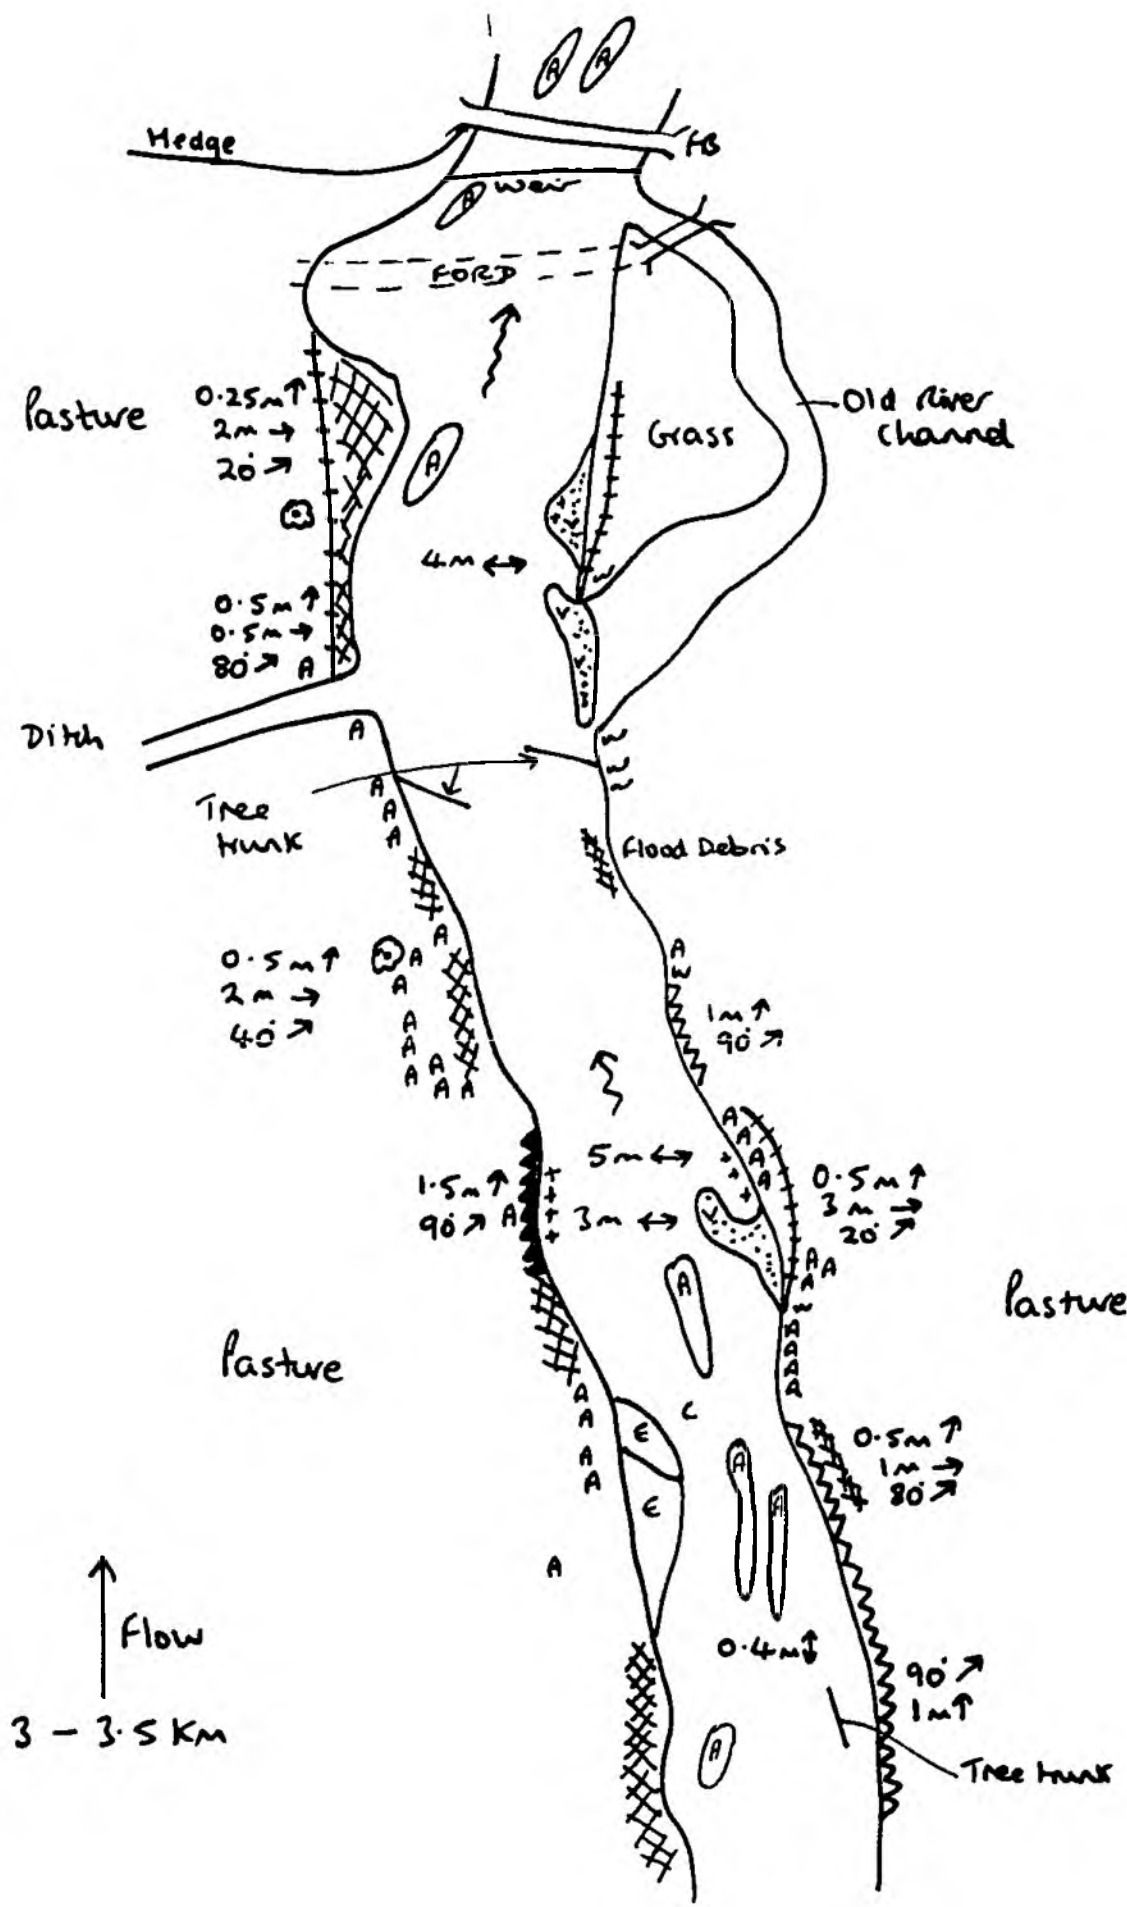 A A
Hedge
FB
Weir
A
FORD
Pasture
0.25m↑
2m→
20°↗
A
Grass
Old River
Channel
4m↔
0.5m↑
0.5m→
80°↗ A
Ditch
A
A
A
A
Tree
trunk
Flood Debris
A
A
A
0.5m↑
2m→
40°↗
A
A
A
A
A
A A
1m↑
90°↗
A
A
A
A
5m↔
1.5m↑
90°↗ A
3m↔
0.5m↑
3m→
20°↗
A
A A
A
Pasture
Pasture
A
A
A
A
A
A
A
A
C
E
E
A A
0.5m↑
1m→
80°↗
A
Flow
0.4m↕
90°↗
1m↑
3 - 3.5 Km
A
Tree trunk